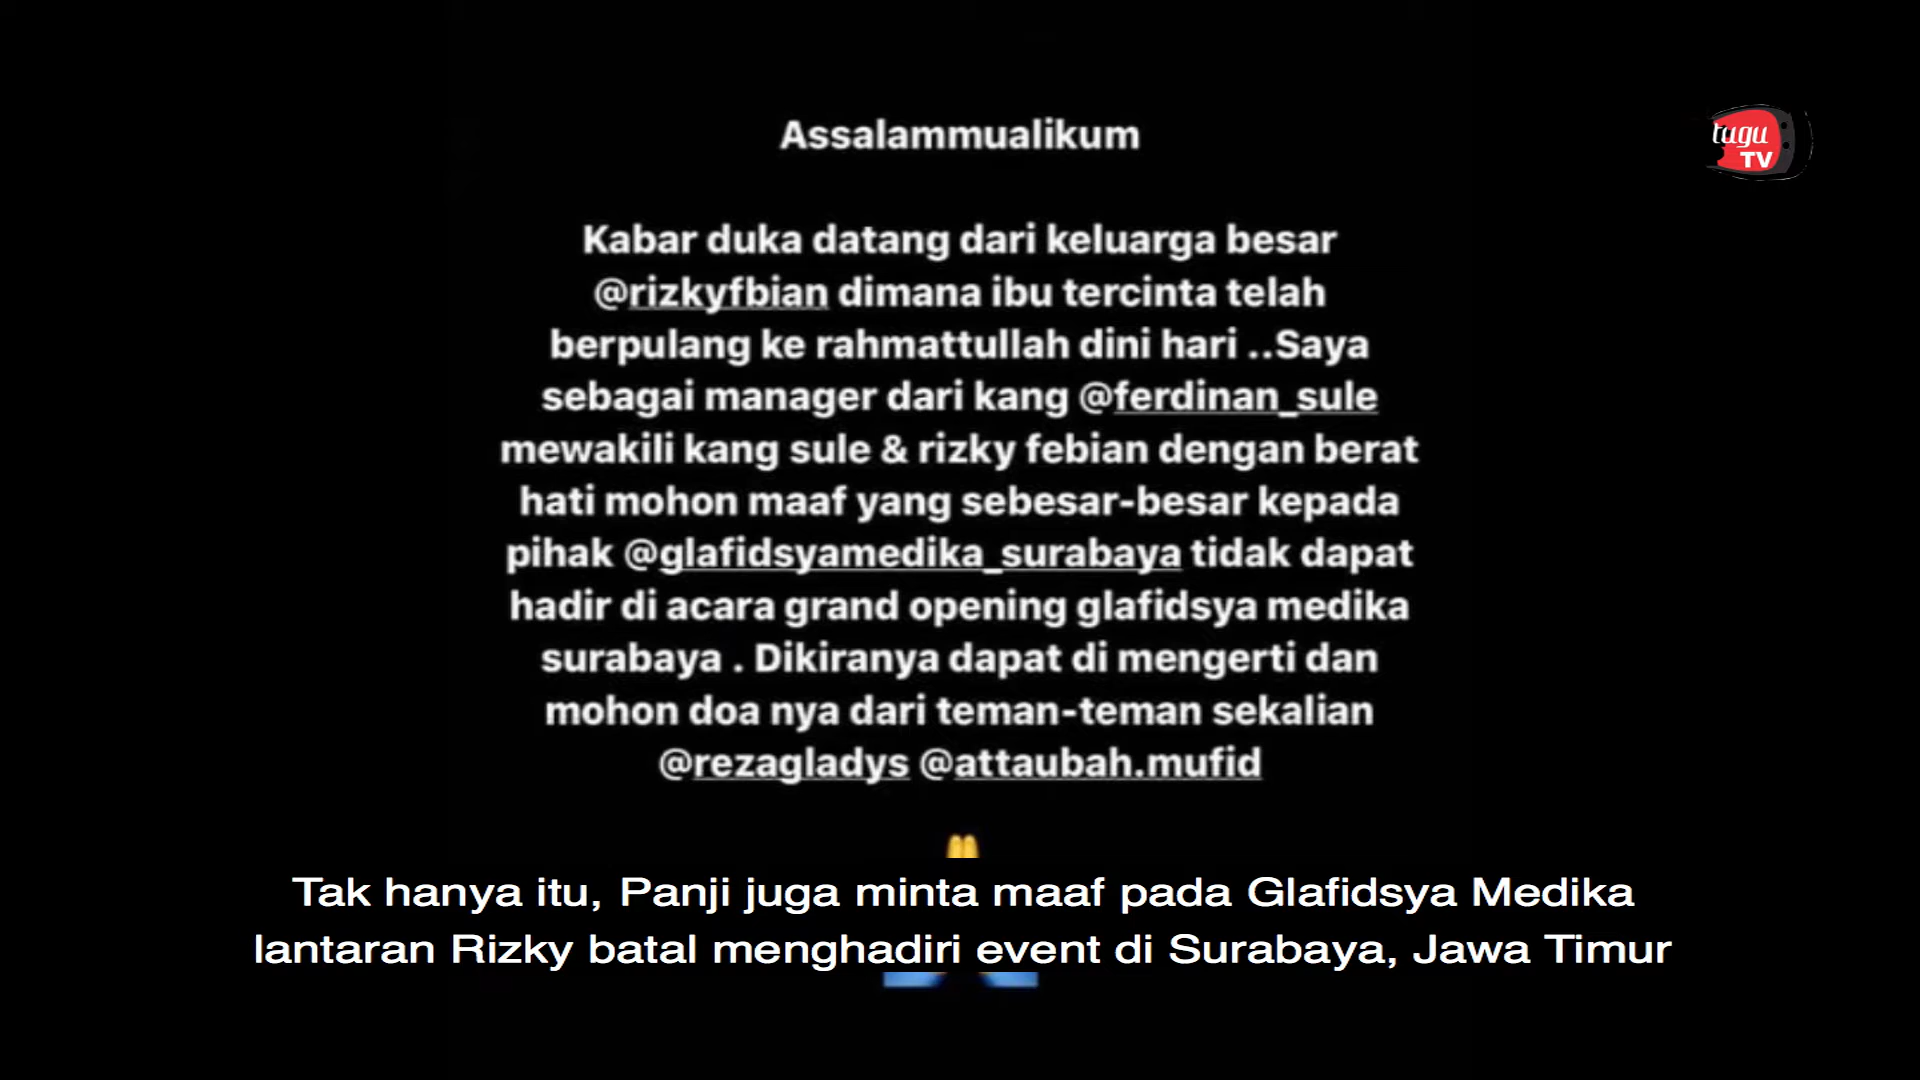 Assalammualikum
tugu
TV
Kabar duka datang dari keluarga besar
@rizkyfbian dimana ibu tercinta telah
berpulang ke rahmattullah dini hari ..Saya
sebagai manager dari kang @ferdinan_sule
mewakili kang sule & rizky febian dengan berat
hati mohon maaf yang sebesar-besar kepada
pihak @glafidsyamedika_surabaya tidak dapat
hadir di acara grand opening glafidsya medika
surabaya . Dikiranya dapat di mengerti dan
mohon doa nya dari teman-teman sekalian
@rezagladys @attaubah.mufid
Tak hanya itu, Panji juga minta maaf pada Glafidsya Medika
lantaran Rizky batal menghadiri event di Surabaya, Jawa Timur